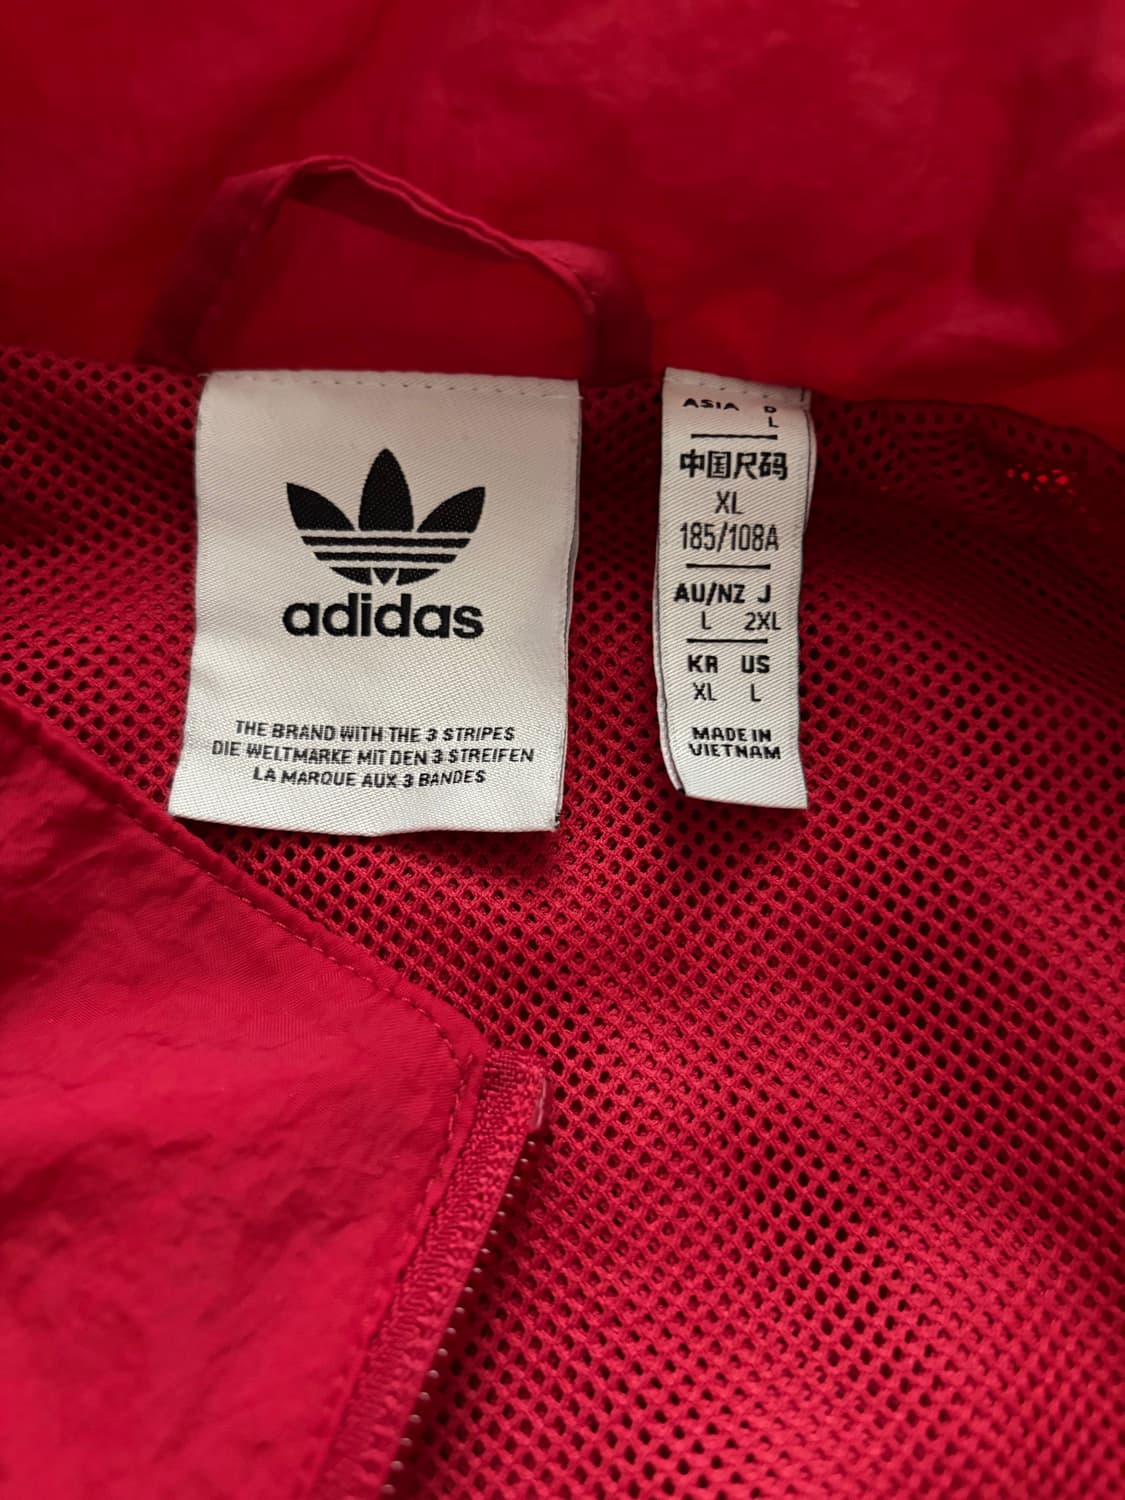 adidas
THE BRAND WITH THE 3 STRIPES
DIE WELTMARKE MIT DEN 3 STREIFEN
LA MARQUE AUX 3 BANDES
ASIA D
L
中国尺码
XL
185/108A
AU/NZ J
L 2XL
KR US
XL L
MADE IN
VIETNAM